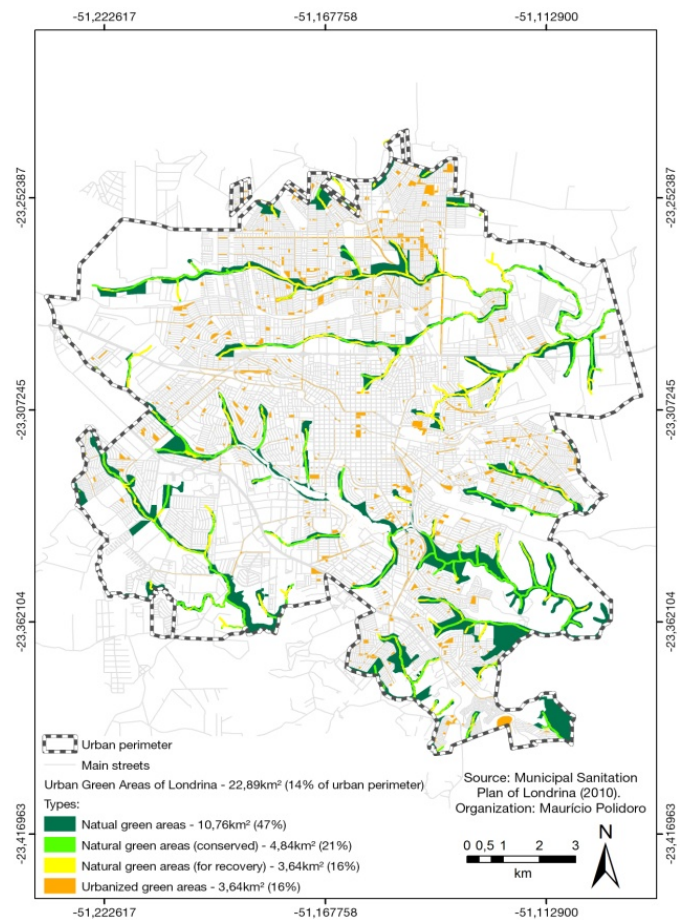 -51,222617 -51,167758 -51,112900
-23,252387 -23,252387
-23,307245 -23,307245
-23,362104 -23,362104
-23,416963 -23,416963
Urban perimeter
Main streets
Urban Green Areas of Londrina - 22,89km² (14% of urban perimeter)
Types:
Natual green areas - 10,76km² (47%)
Natural green areas (conserved) - 4,84km² (21%)
Natural green areas (for recovery) - 3,64km² (16%)
Urbanized green areas - 3,64km² (16%)
Source: Municipal Sanitation
Plan of Londrina (2010).
Organization: Maurício Polidoro
N
0 0,5 1 2 3
km
-51,222617 -51,167758 -51,112900